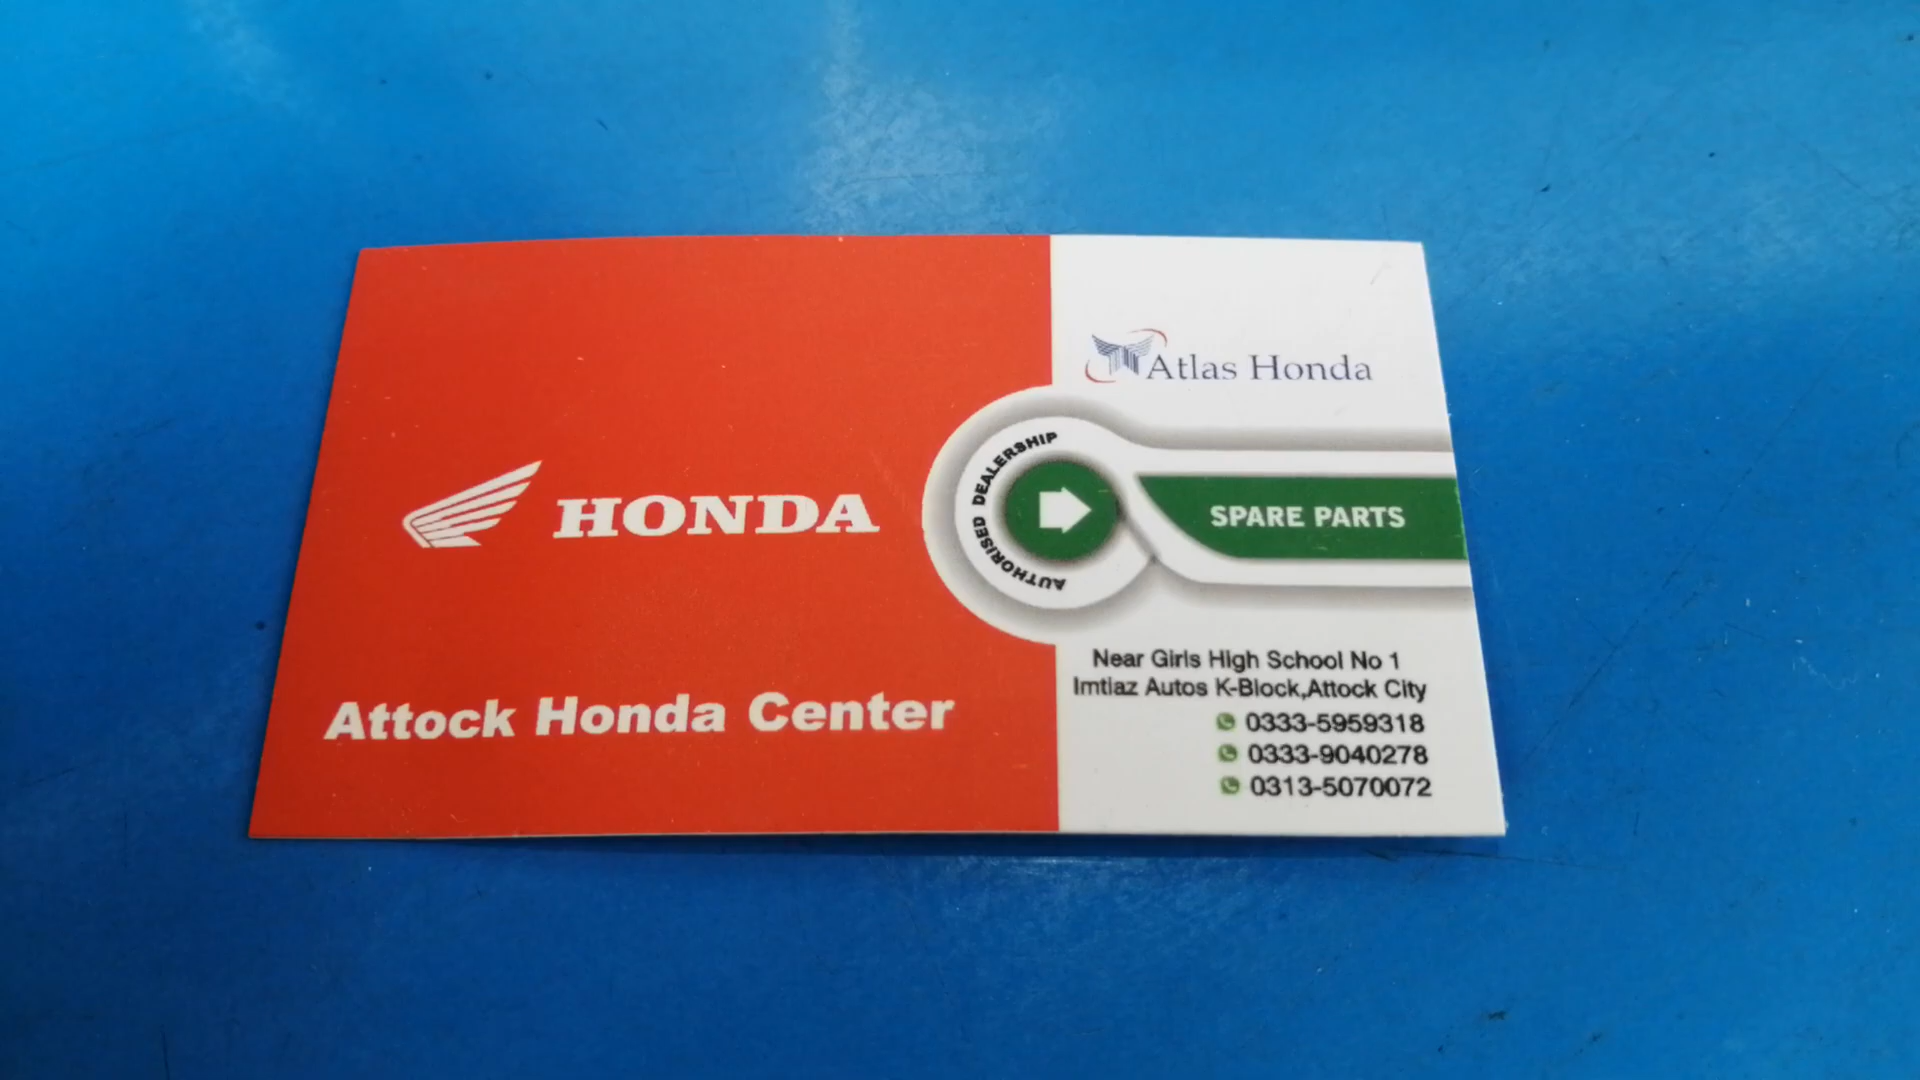 HONDA
Attock Honda Center
Atlas Honda
AUTHORISED DEALERSHIP
SPARE PARTS
Near Girls High School No 1
Imtiaz Autos K-Block,Attock City
0333-5959318
0333-9040278
0313-5070072